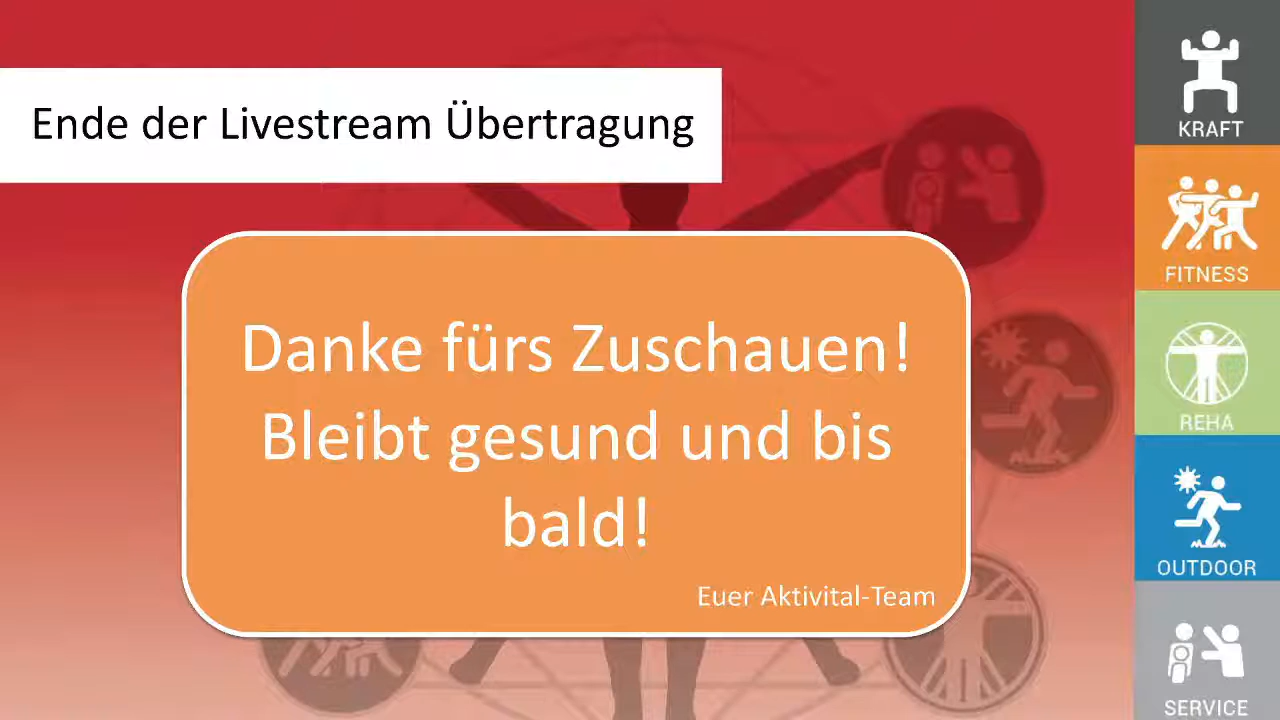 Ende der Livestream Übertragung
Danke fürs Zuschauen!
Bleibt gesund und bis
bald!
Euer Aktivital-Team
KRAFT
FITNESS
REHA
OUTDOOR
SERVICE